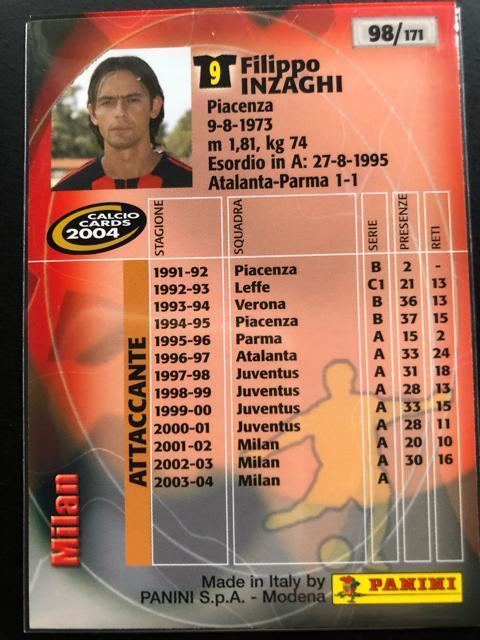 98/171
9 Filippo
INZAGHI
Piacenza
9-8-1973
m 1,81, kg 74
Esordio in A: 27-8-1995
Atalanta-Parma 1-1
CALCIO
CARDS
2004
STAGIONE SQUADRA SERIE PRESENZE RETI
1991-92 Piacenza B 2 -
1992-93 Leffe C1 21 13
1993-94 Verona B 36 13
1994-95 Piacenza B 37 15
1995-96 Parma A 15 2
1996-97 Atalanta A 33 24
1997-98 Juventus A 31 18
1998-99 Juventus A 28 13
1999-00 Juventus A 33 15
2000-01 Juventus A 28 11
2001-02 Milan A 20 10
2002-03 Milan A 30 16
2003-04 Milan A
ATTACCANTE
Milan
Made in Italy by
PANINI S.p.A. - Modena
PANINI